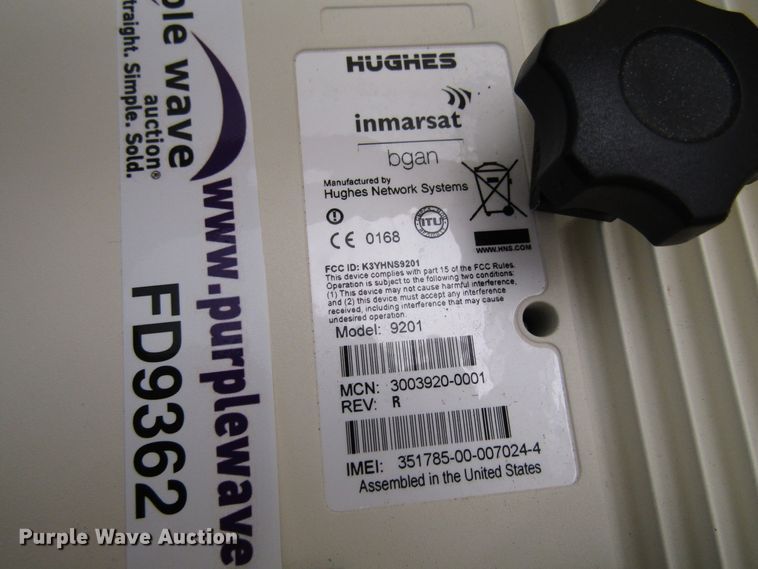 ple wave
auction®
traight. Simple. Sold.
www.purplewave
FD9362
HUGHES
inmarsat
bgan
Manufactured by
Hughes Network Systems
ITU
CE 0168
WWW.HNS.COM
FCC ID: K3YHNS9201
This device complies with part 15 of the FCC Rules.
Operation is subject to the following two conditions:
(1) This device may not cause harmful interference,
and (2) this device must accept any interference
received, including interference that may cause
undesired operation.
Model: 9201
MCN: 3003920-0001
REV: R
IMEI: 351785-00-007024-4
Assembled in the United States
Purple Wave Auction